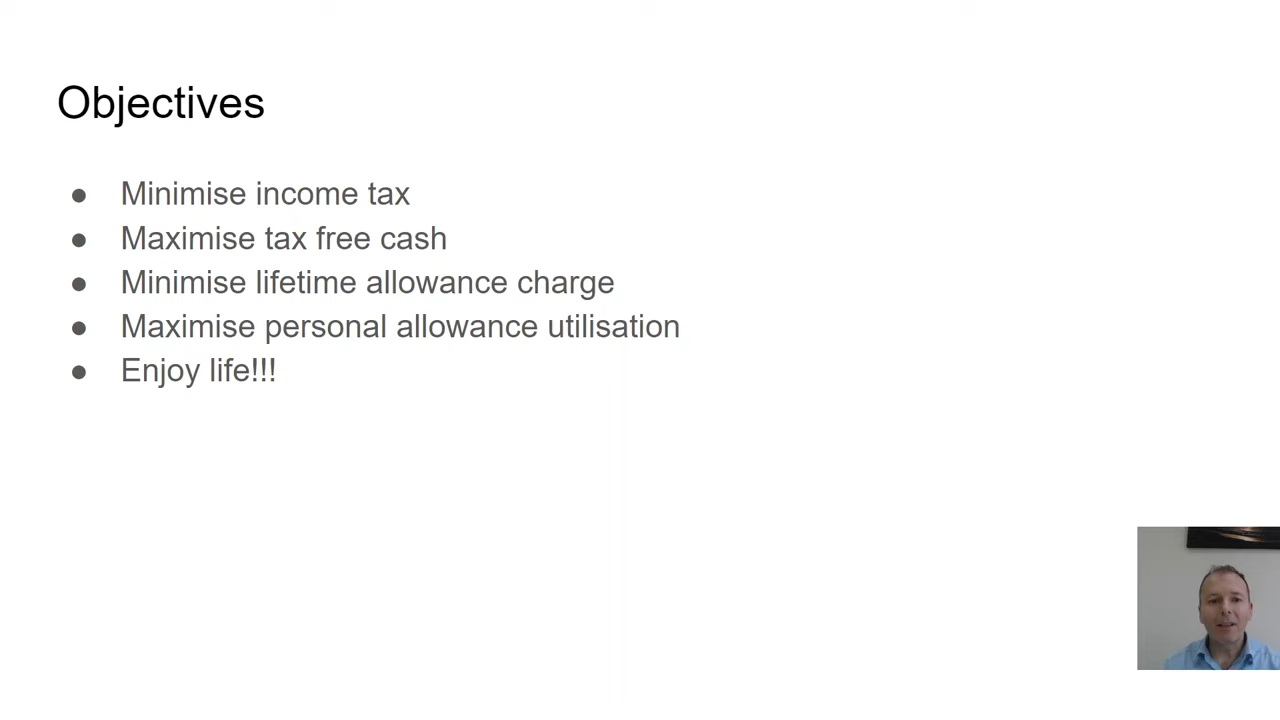 Objectives
● Minimise income tax
● Maximise tax free cash
● Minimise lifetime allowance charge
● Maximise personal allowance utilisation
● Enjoy life!!!